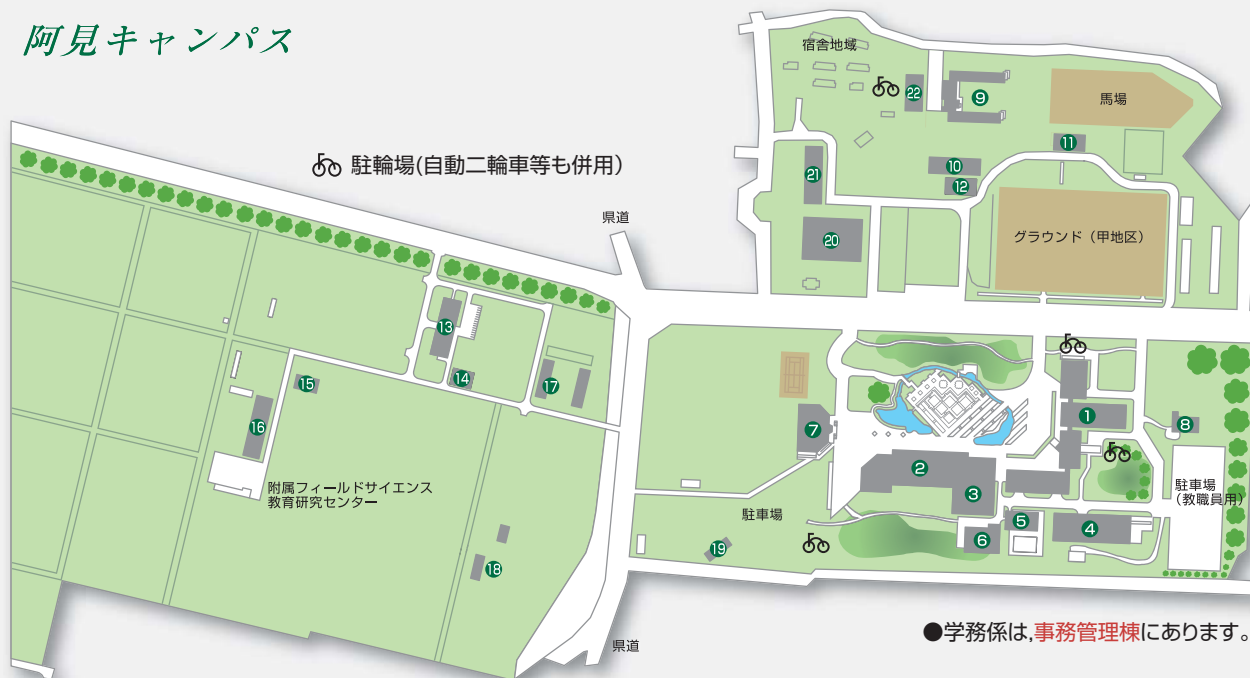 阿見キャンパス
宿舎地域
22
9
馬場
11
駐輪場(自動二輪車等も併用)
10
21
12
県道
20
グラウンド(甲地区)
13
14
17
15
16
7
1
8
2
3
附属フィールドサイエンス
教育研究センター
駐車場
(教職員用)
駐車場
5
4
6
19
18
●学務係は,事務管理棟にあります。
県道